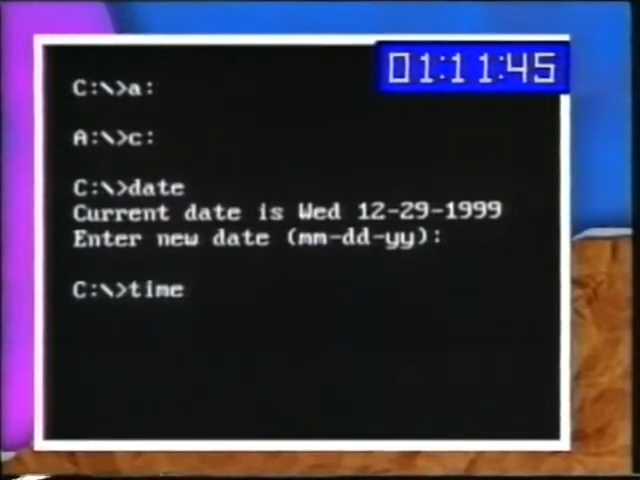 01:11:45
C:\>a:
A:\>c:
C:\>date
Current date is Wed 12-29-1999
Enter new date (mm-dd-yy):
C:\>time